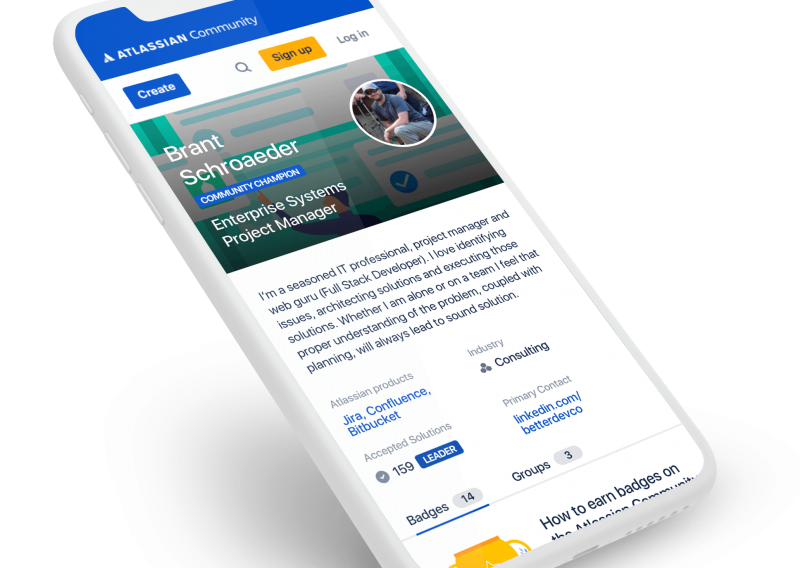 ATLASSIAN Community
Create
Sign up
Log in
Brant
Schroaeder
COMMUNITY CHAMPION
Enterprise Systems
Project Manager
I'm a seasoned IT professional, project manager and
web guru (Full Stack Developer). I love identifying
issues, architecting solutions and executing those
solutions. Whether I am alone or on a team I feel that
proper understanding of the problem, coupled with
planning, will always lead to sound solution.
Atlassian products
Jira, Confluence,
Bitbucket
Industry
Consulting
Accepted Solutions
159 LEADER
Primary Contact
linkedin.com/
betterdevco
Badges 14
Groups 3
How to earn badges on
the Atlassian Community